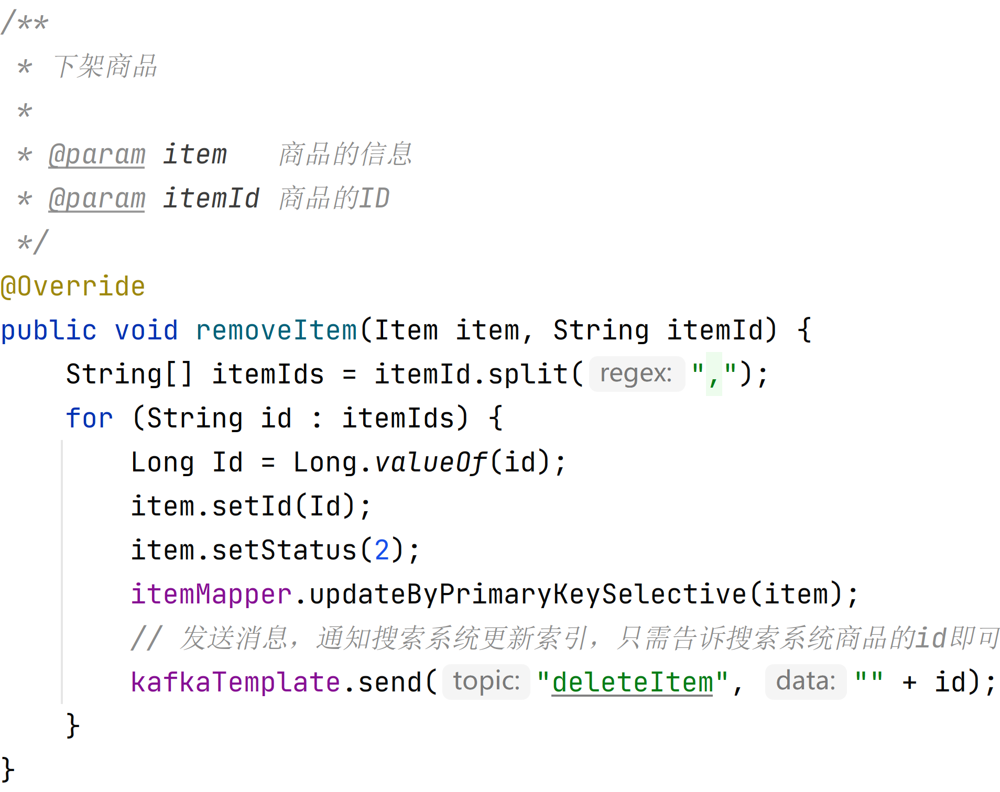 /**
 * 下架商品
 *
 * @param item   商品的信息
 * @param itemId 商品的ID
 */
@Override
public void removeItem(Item item, String itemId) {
    String[] itemIds = itemId.split( regex: ",");
    for (String id : itemIds) {
        Long Id = Long.valueOf(id);
        item.setId(Id);
        item.setStatus(2);
        itemMapper.updateByPrimaryKeySelective(item);
        // 发送消息，通知搜索系统更新索引，只需告诉搜索系统商品的id即可
        kafkaTemplate.send( topic: "deleteItem", data: "" + id);
    }
}